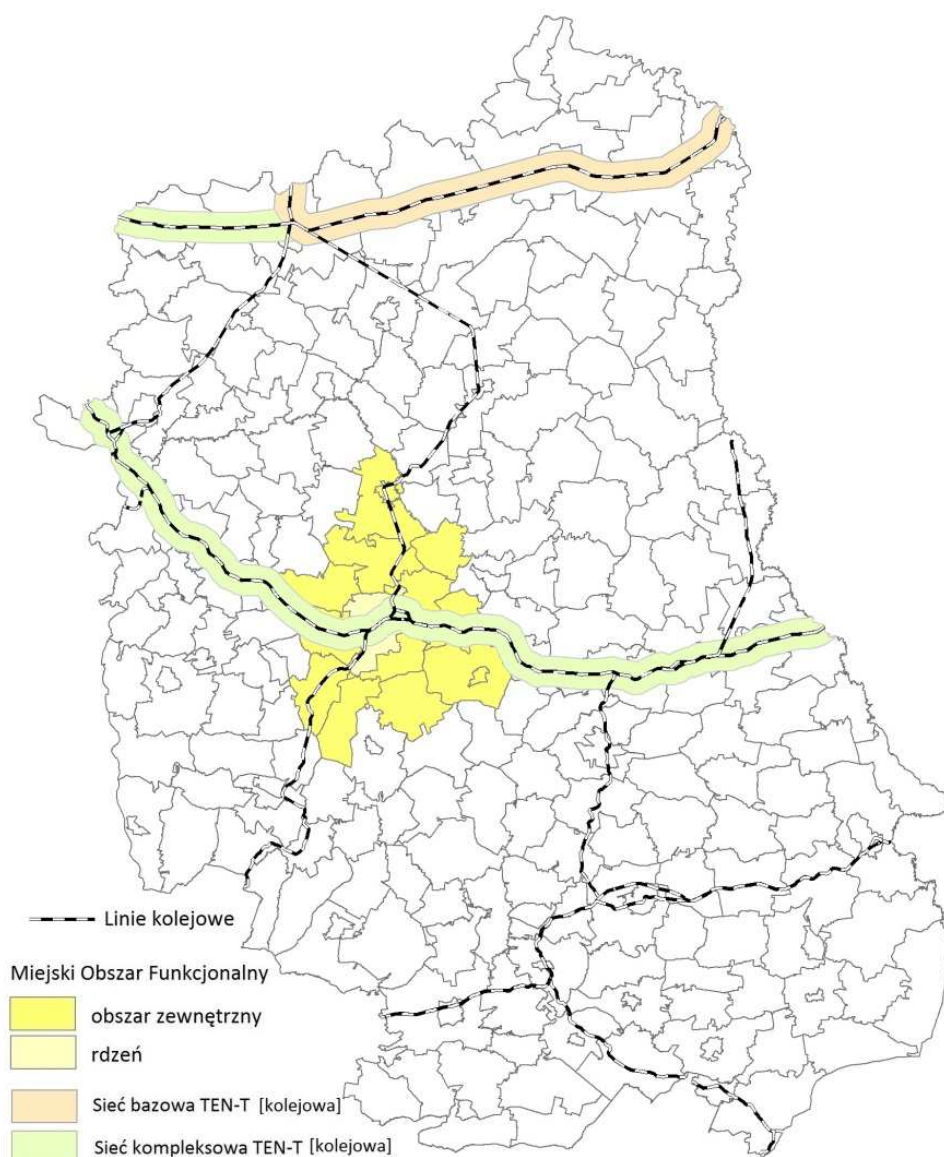 Linie kolejowe
Miejski Obszar Funkcjonalny
obszar zewnętrzny
rdzeń
Sieć bazowa TEN-T [kolejowa]
Sieć kompleksowa TEN-T [kolejowa]